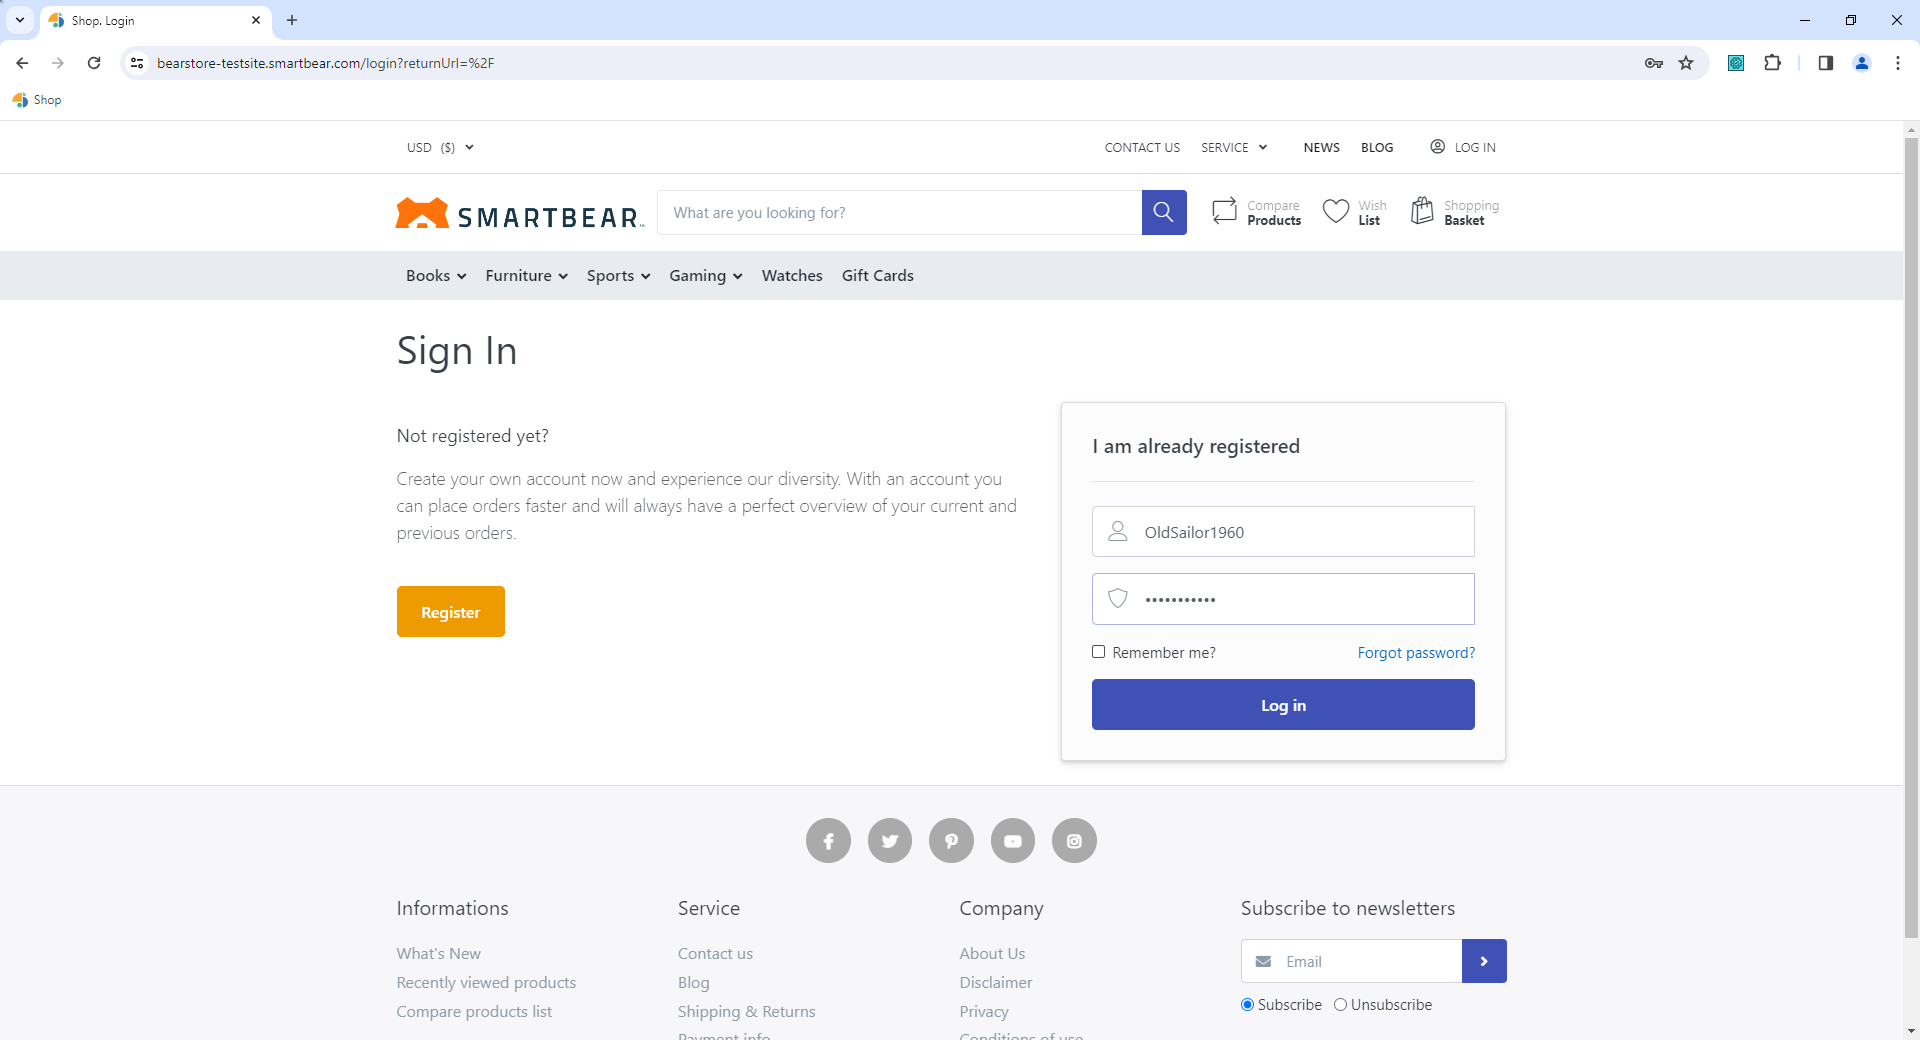 Shop. Login
bearstore-testsite.smartbear.com/login?returnUrl=%2F
Shop
USD ($)
CONTACT US SERVICE NEWS BLOG LOG IN
SMARTBEAR
What are you looking for?
Compare Products
Wish List
Shopping Basket
Books Furniture Sports Gaming Watches Gift Cards
Sign In
Not registered yet?
Create your own account now and experience our diversity. With an account you
can place orders faster and will always have a perfect overview of your current and
previous orders.
Register
I am already registered
OldSailor1960
•••••••••••
Remember me? Forgot password?
Log in
Informations
What's New
Recently viewed products
Compare products list
Service
Contact us
Blog
Shipping & Returns
Payment info
Company
About Us
Disclaimer
Privacy
Conditions of use
Subscribe to newsletters
Email
Subscribe Unsubscribe